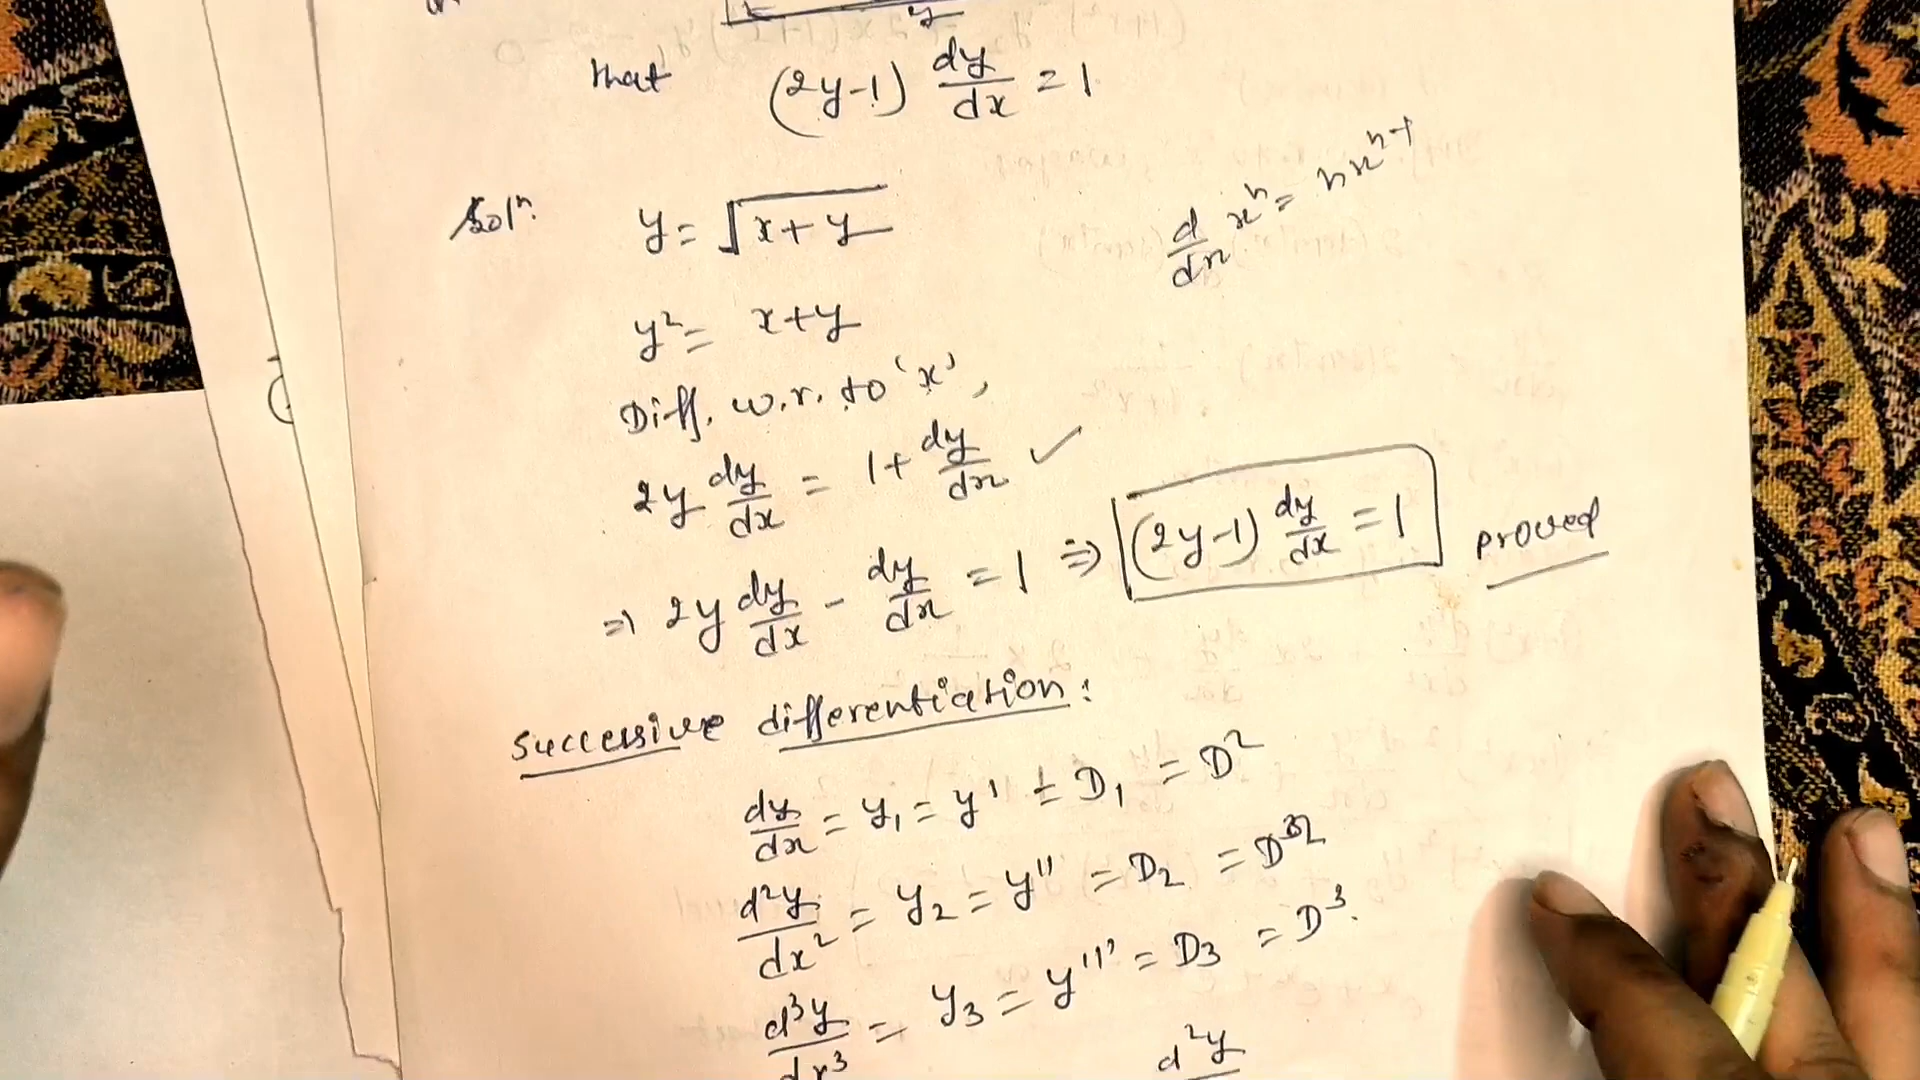 that (2y-1) dy/dx = 1
Solⁿ. y = √(x+y)
d/dx xⁿ = n xⁿ⁻¹
y² = x+y
Diff. w.r. to 'x',
2y dy/dx = 1 + dy/dx ✓
⇒ 2y dy/dx - dy/dx = 1 ⇒ (2y-1) dy/dx = 1 proved
successive differentiation:
dy/dx = y₁ = y' = D₁ = D²
d²y/dx² = y₂ = y'' = D₂ = D²
d³y/dx³ = y₃ = y''' = D₃ = D³.
d²y